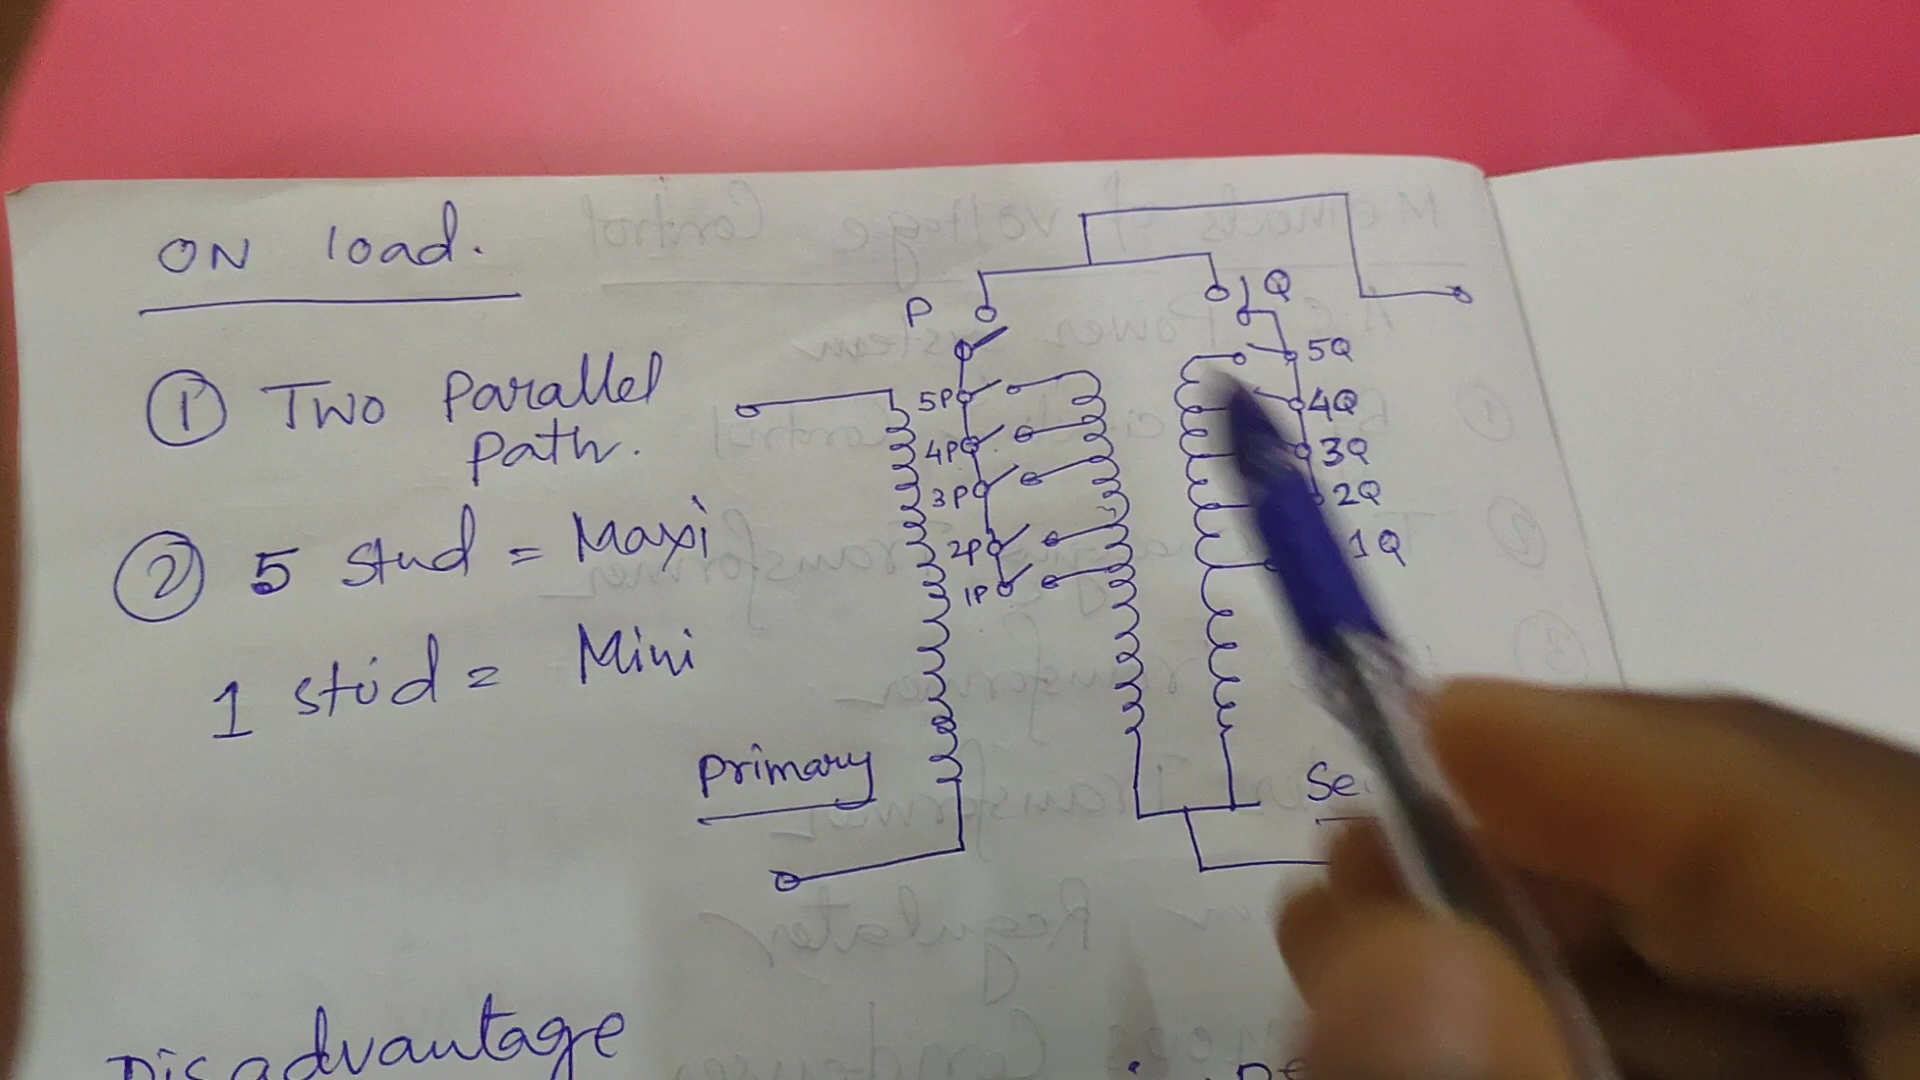 ON load.
① Two Parallel
Path.
② 5 stud = Maxi
1 stud = Mini
P
Q
5P
4P
3P
2P
1P
5Q
4Q
3Q
2Q
1Q
Primary
Disadvantage